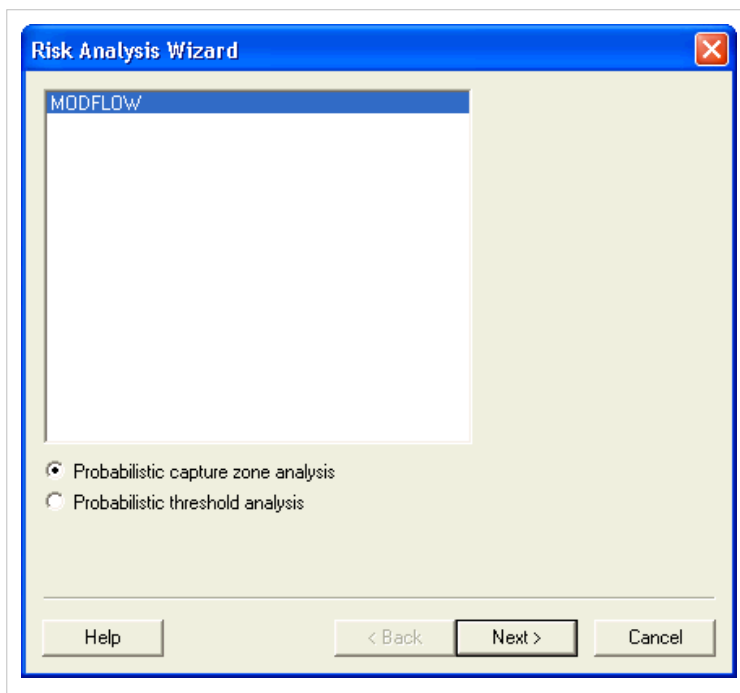 Risk Analysis Wizard
MODFLOW
Probabilistic capture zone analysis
Probabilistic threshold analysis
Help
< Back
Next >
Cancel